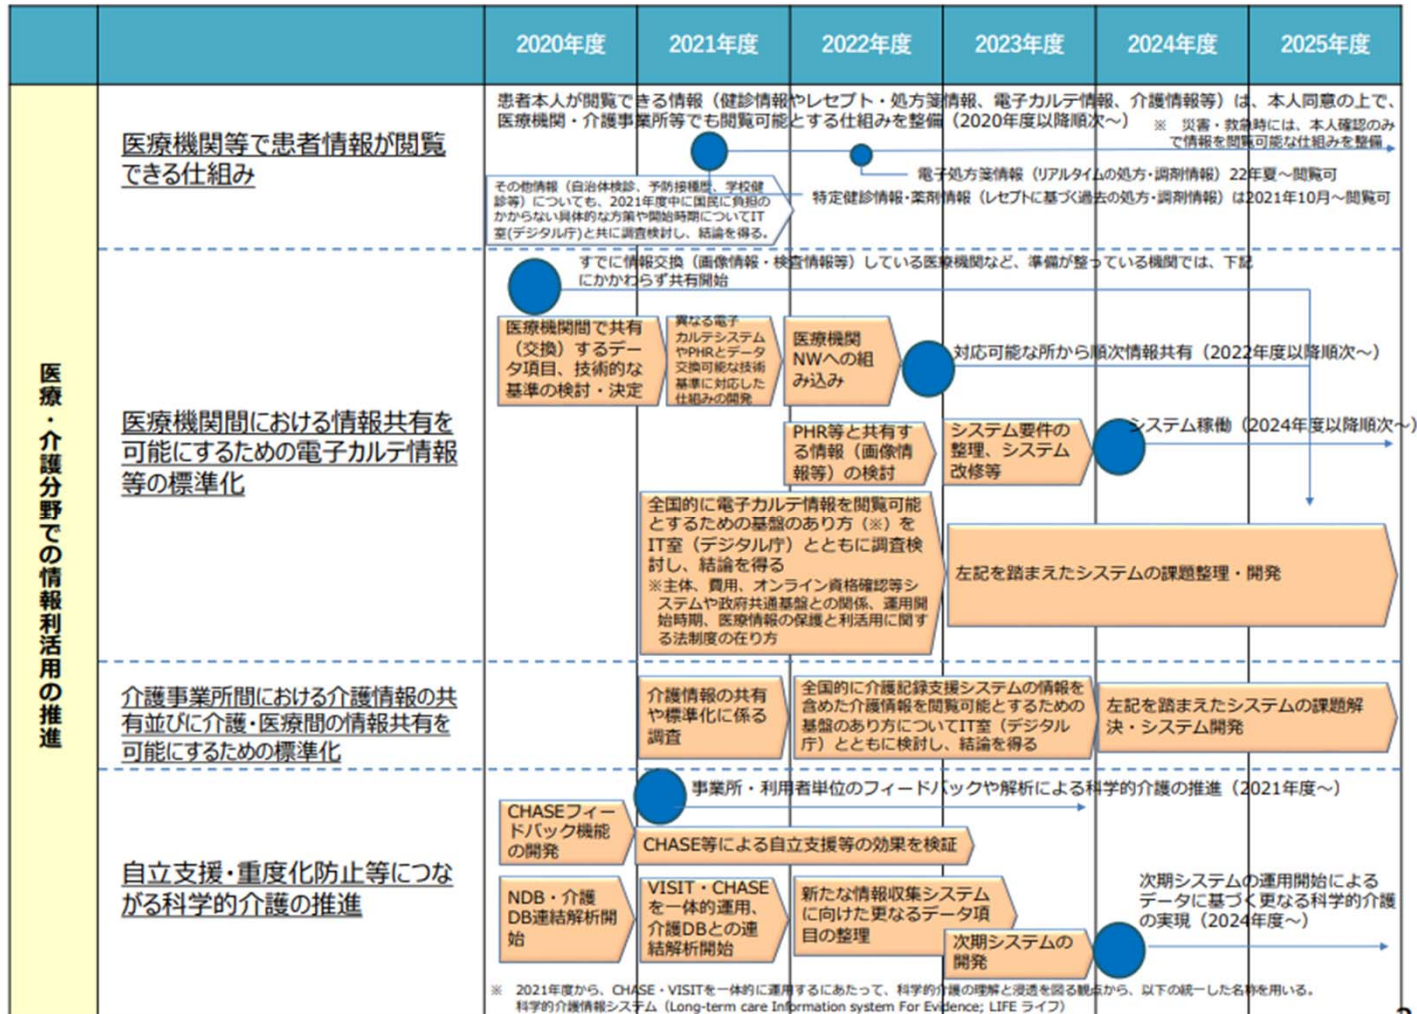 2020年度 2021年度 2022年度 2023年度 2024年度 2025年度
医療・介護分野での情報利活用の推進
医療機関等で患者情報が閲覧
できる仕組み
患者本人が閲覧できる情報（健診情報やレセプト・処方箋情報、電子カルテ情報、介護情報等）は、本人同意の上で、
医療機関・介護事業所等でも閲覧可能とする仕組みを整備（2020年度以降順次～）
※　災害・救急時には、本人確認のみ
で情報を閲覧可能な仕組みを整備
電子処方箋情報（リアルタイムの処方・調剤情報）22年夏～閲覧可
特定健診情報・薬剤情報（レセプトに基づく過去の処方・調剤情報）は2021年10月～閲覧可
その他情報（自治体検診、予防接種歴、学校健
診等）についても、2021年度中に国民に負担の
かからない具体的な方策や開始時期についてIT
室(デジタル庁)と共に調査検討し、結論を得る。
医療機関間における情報共有を
可能にするための電子カルテ情報
等の標準化
すでに情報交換（画像情報・検査情報等）している医療機関など、準備が整っている機関では、下記
にかかわらず共有開始
医療機関間で共有
（交換）するデー
タ項目、技術的な
基準の検討・決定
異なる電子
カルテシステム
やPHRとデータ
交換可能な技術
基準に対応した
仕組みの開発
医療機関
NWへの組
み込み
対応可能な所から順次情報共有（2022年度以降順次～）
PHR等と共有す
る情報（画像情
報等）の検討
システム要件の
整理、システム
改修等
システム稼働（2024年度以降順次～）
全国的に電子カルテ情報を閲覧可能
とするための基盤のあり方（※）を
IT室（デジタル庁）とともに調査検
討し、結論を得る
※主体、費用、オンライン資格確認等シ
ステムや政府共通基盤との関係、運用開
始時期、医療情報の保護と利活用に関す
る法制度の在り方
左記を踏まえたシステムの課題整理・開発
介護事業所間における介護情報の共
有並びに介護・医療間の情報共有を
可能にするための標準化
介護情報の共有
や標準化に係る
調査
全国的に介護記録支援システムの情報を
含めた介護情報を閲覧可能とするための
基盤のあり方についてIT室（デジタル
庁）とともに検討し、結論を得る
左記を踏まえたシステムの課題解
決・システム開発
自立支援・重度化防止等につな
がる科学的介護の推進
事業所・利用者単位のフィードバックや解析による科学的介護の推進（2021年度～）
CHASEフィー
ドバック機能
の開発
CHASE等による自立支援等の効果を検証
NDB・介護
DB連結解析開
始
VISIT・CHASE
を一体的運用、
介護DBとの連
結解析開始
新たな情報収集システム
に向けた更なるデータ項
目の整理
次期システムの
開発
次期システムの運用開始による
データに基づく更なる科学的介護
の実現（2024年度～）
※　2021年度から、CHASE・VISITを一体的に運用するにあたって、科学的介護の理解と浸透を図る観点から、以下の統一した名称を用いる。
科学的介護情報システム（Long-term care Information system For Evidence; LIFE ライフ）